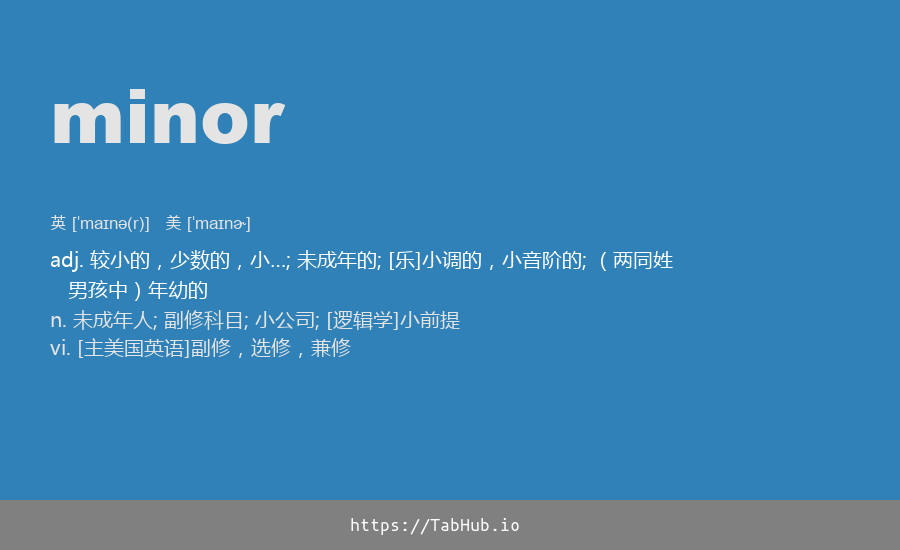 minor
英 [ˈmaɪnə(r)] 美 [ˈmaɪnɚ]
adj. 较小的，少数的，小...; 未成年的; [乐]小调的，小音阶的; （两同姓
男孩中）年幼的
n. 未成年人; 副修科目; 小公司; [逻辑学]小前提
vi. [主美国英语]副修，选修，兼修
https://TabHub.io